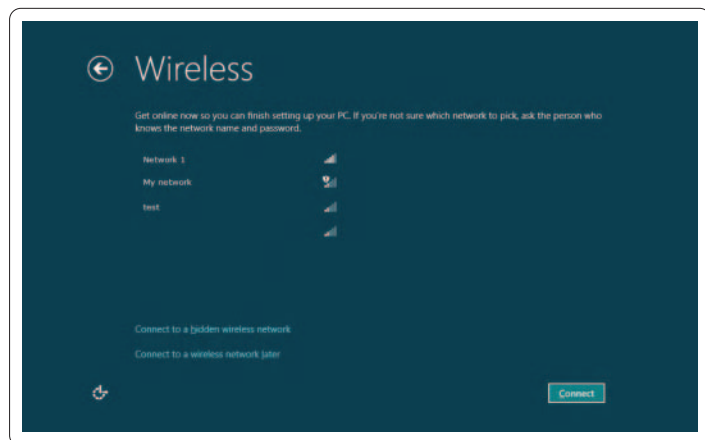 Wireless
Get online now so you can finish setting up your PC. If you're not sure which network to pick, ask the person who
knows the network name and password.
Network 1
My network
test
Connect to a hidden wireless network
Connect to a wireless network later
Connect